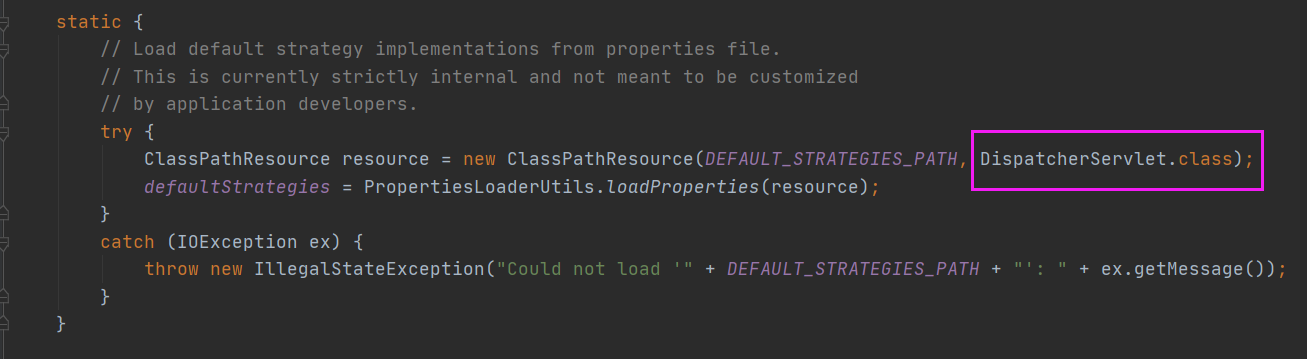 static {
// Load default strategy implementations from properties file.
// This is currently strictly internal and not meant to be customized
// by application developers.
try {
ClassPathResource resource = new ClassPathResource(DEFAULT_STRATEGIES_PATH, DispatcherServlet.class);
defaultStrategies = PropertiesLoaderUtils.loadProperties(resource);
}
catch (IOException ex) {
throw new IllegalStateException("Could not load '" + DEFAULT_STRATEGIES_PATH + "': " + ex.getMessage());
}
}